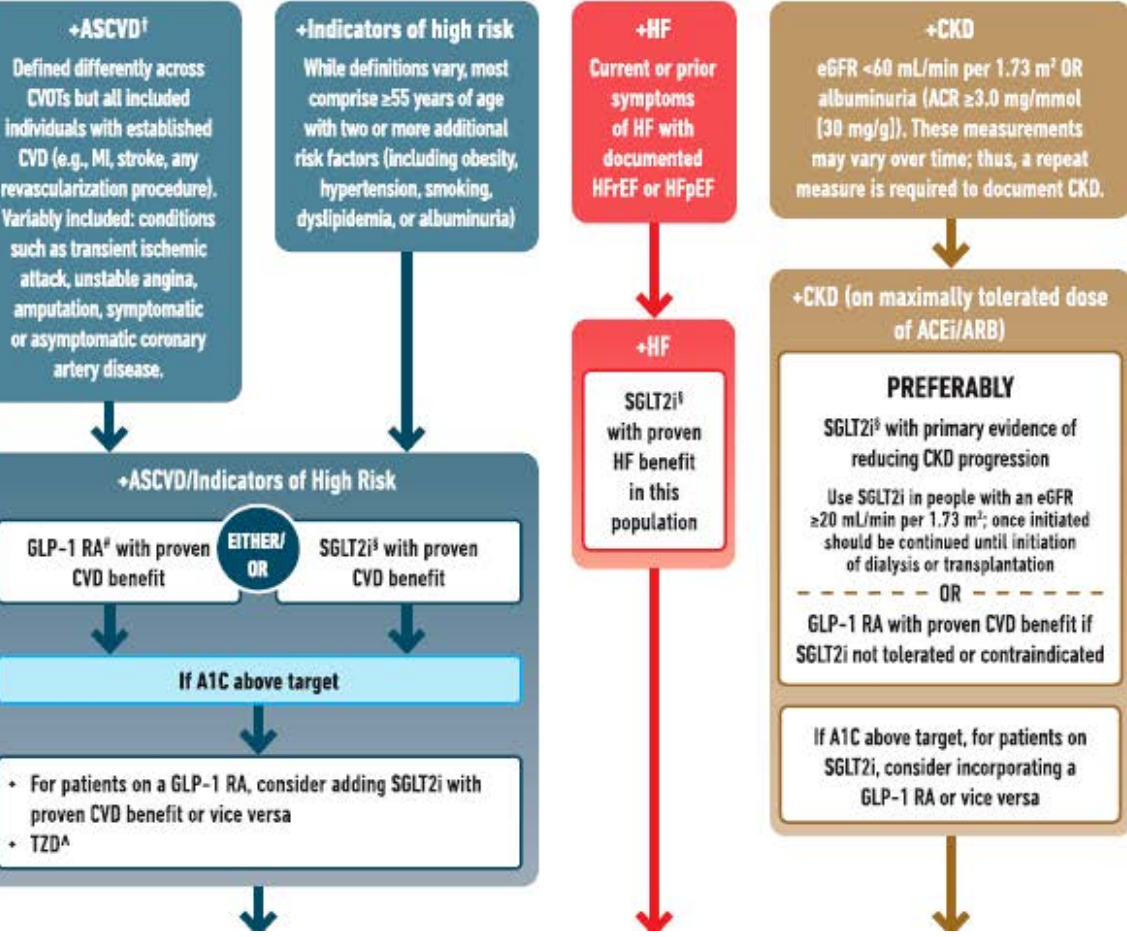 +ASCVD†
Defined differently across
CVOTs but all included
individuals with established
CVD (e.g., MI, stroke, any
revascularization procedure).
Variably included: conditions
such as transient ischemic
attack, unstable angina,
amputation, symptomatic
or asymptomatic coronary
artery disease.
+Indicators of high risk
While definitions vary, most
comprise ≥55 years of age
with two or more additional
risk factors (including obesity,
hypertension, smoking,
dyslipidemia, or albuminuria)
+ASCVD/Indicators of High Risk
GLP-1 RA# with proven
CVD benefit
EITHER/
OR
SGLT2i§ with proven
CVD benefit
If A1C above target
• For patients on a GLP-1 RA, consider adding SGLT2i with
proven CVD benefit or vice versa
• TZD^
+HF
Current or prior
symptoms
of HF with
documented
HFrEF or HFpEF
+HF
SGLT2i§
with proven
HF benefit
in this
population
+CKD
eGFR <60 mL/min per 1.73 m² OR
albuminuria (ACR ≥3.0 mg/mmol
[30 mg/g]). These measurements
may vary over time; thus, a repeat
measure is required to document CKD.
+CKD (on maximally tolerated dose
of ACEi/ARB)
PREFERABLY
SGLT2i§ with primary evidence of
reducing CKD progression
Use SGLT2i in people with an eGFR
≥20 mL/min per 1.73 m²; once initiated
should be continued until initiation
of dialysis or transplantation
OR
GLP-1 RA with proven CVD benefit if
SGLT2i not tolerated or contraindicated
If A1C above target, for patients on
SGLT2i, consider incorporating a
GLP-1 RA or vice versa